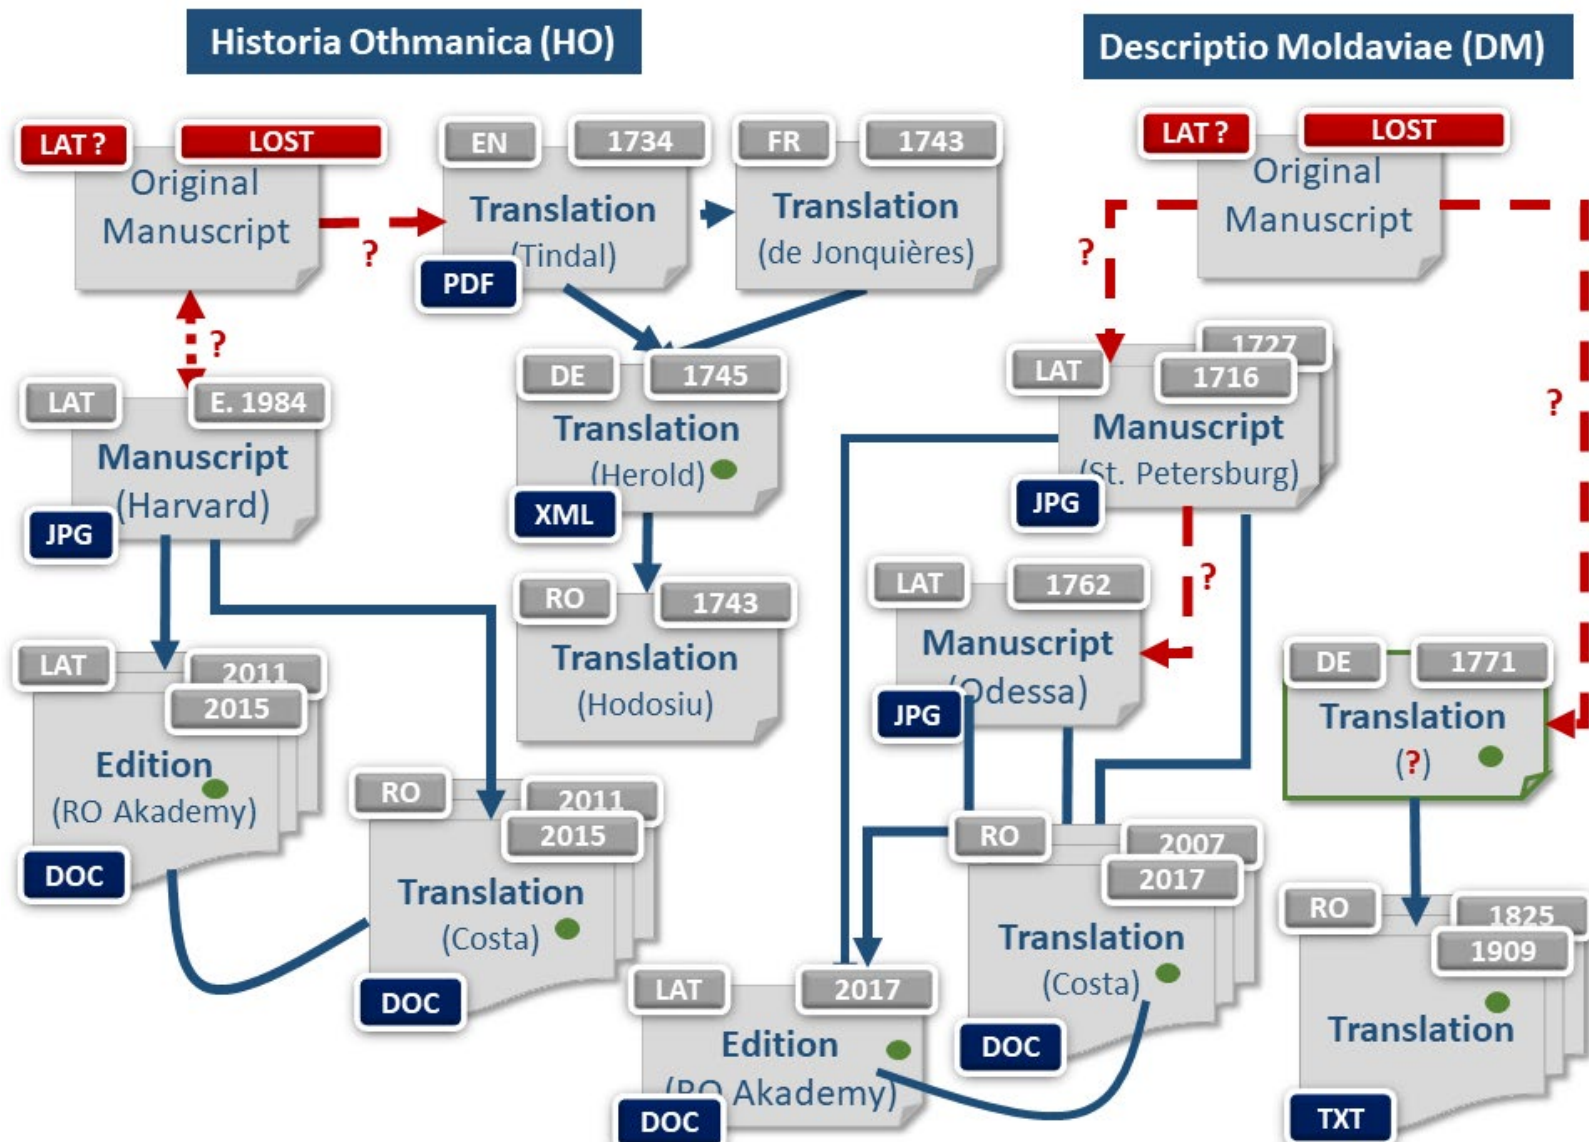 Historia Othmanica (HO)
Descriptio Moldaviae (DM)
LAT ?
LOST
Original
Manuscript
?
EN
1734
Translation
(Tindal)
PDF
FR
1743
Translation
(de Jonquières)
LAT ?
LOST
Original
Manuscript
?
?
?
LAT
E. 1984
Manuscript
(Harvard)
JPG
DE
1745
Translation
(Herold)
XML
LAT
1727
1716
Manuscript
(St. Petersburg)
JPG
?
RO
1743
Translation
(Hodosiu)
LAT
1762
Manuscript
(Odessa)
JPG
DE
1771
Translation
(?)
LAT
2011
2015
Edition
(RO Akademy)
DOC
RO
2011
2015
Translation
(Costa)
DOC
RO
2007
2017
Translation
(Costa)
DOC
LAT
2017
Edition
(RO Akademy)
DOC
RO
1825
1909
Translation
TXT